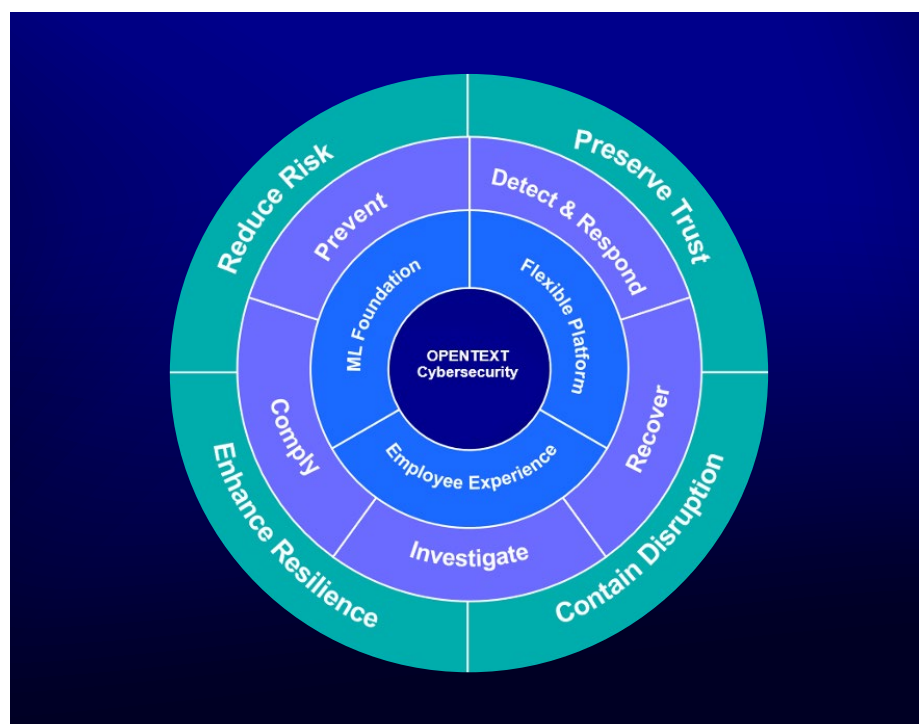 Reduce Risk
Preserve Trust
Contain Disruption
Enhance Resilience
Prevent
Detect & Respond
Recover
Investigate
Comply
ML Foundation
Flexible Platform
Employee Experience
OPENTEXT
Cybersecurity